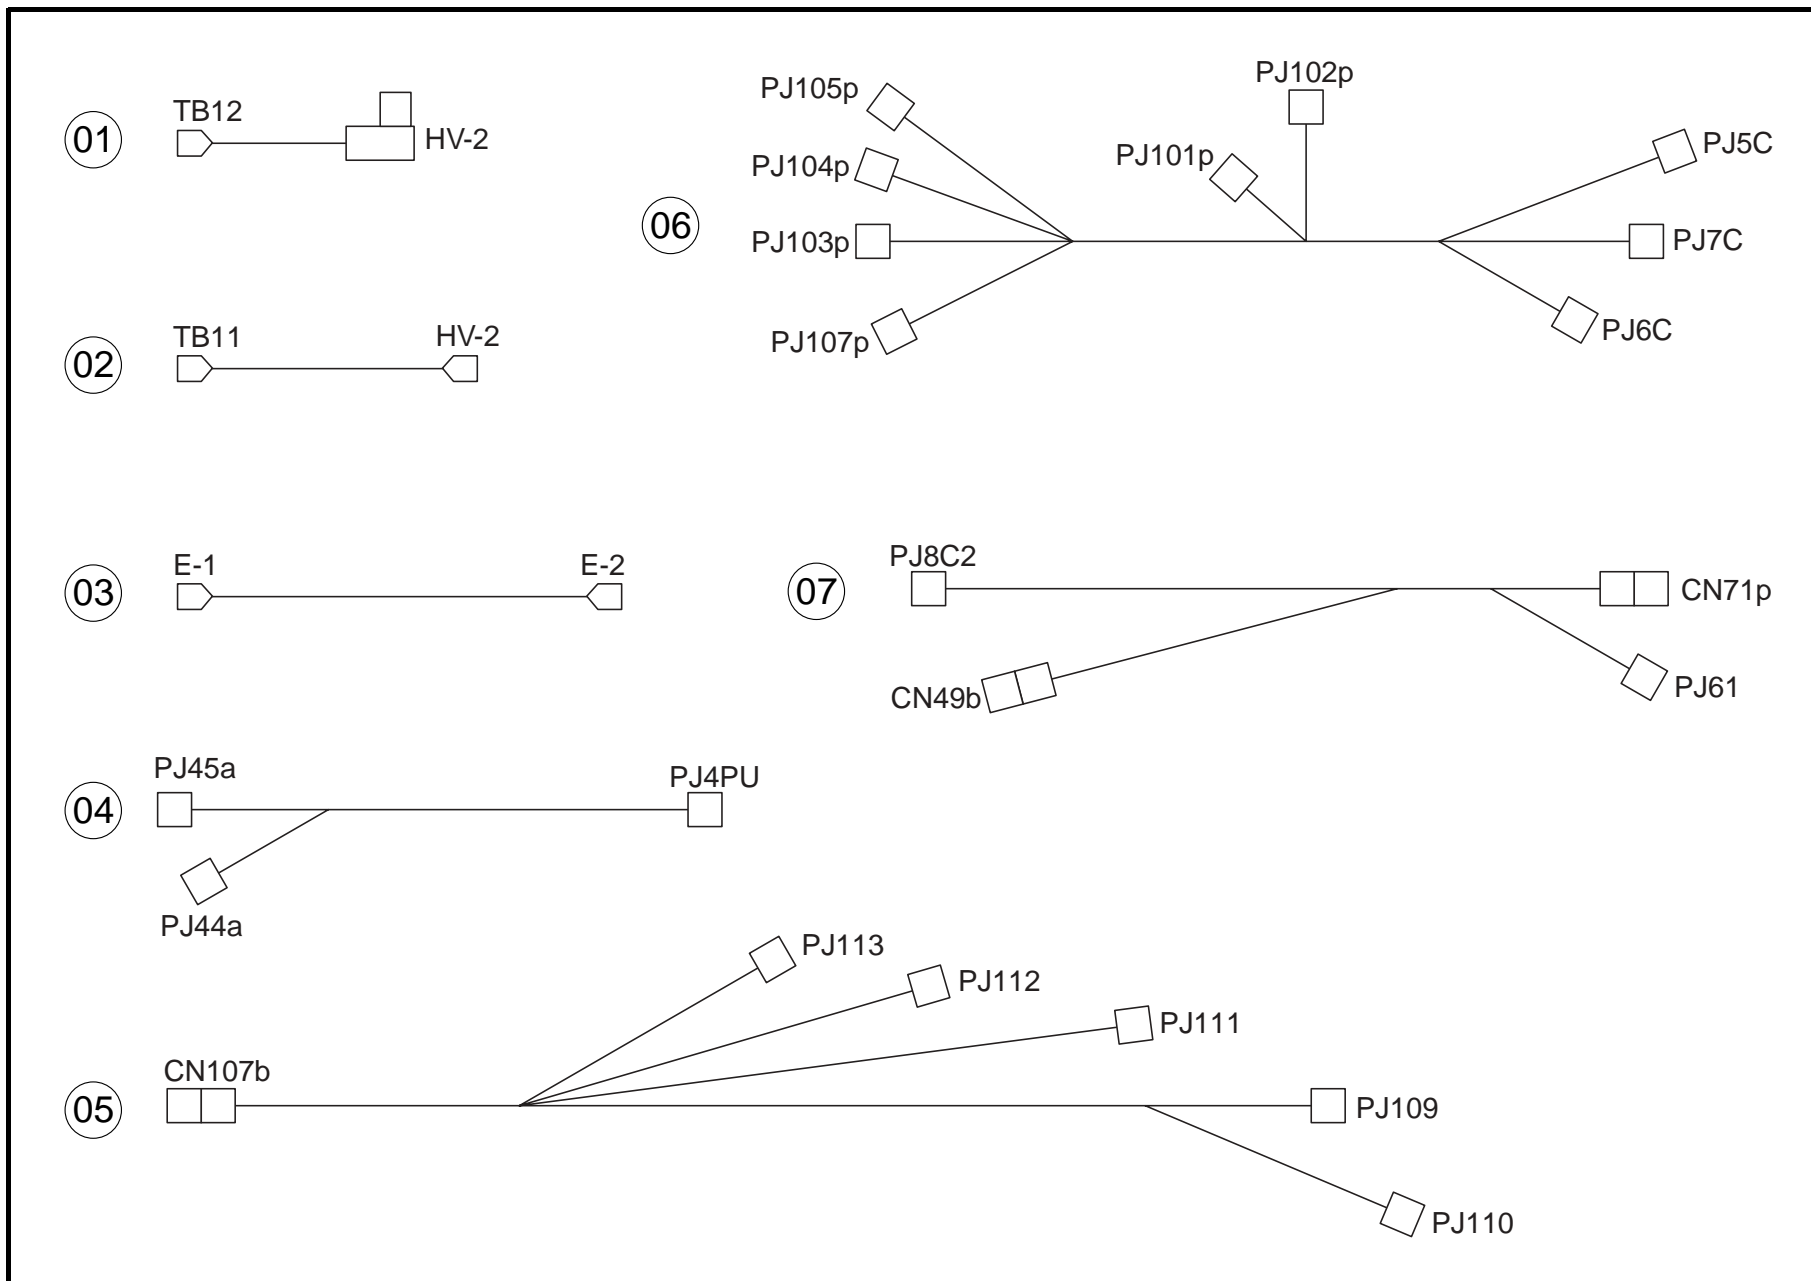 01
TB12
HV-2
02
TB11
HV-2
03
E-1
E-2
04
PJ45a
PJ4PU
PJ44a
05
CN107b
PJ113
PJ112
PJ111
PJ109
PJ110
06
PJ105p
PJ104p
PJ103p
PJ107p
PJ101p
PJ102p
PJ5C
PJ7C
PJ6C
07
PJ8C2
CN49b
CN71p
PJ61